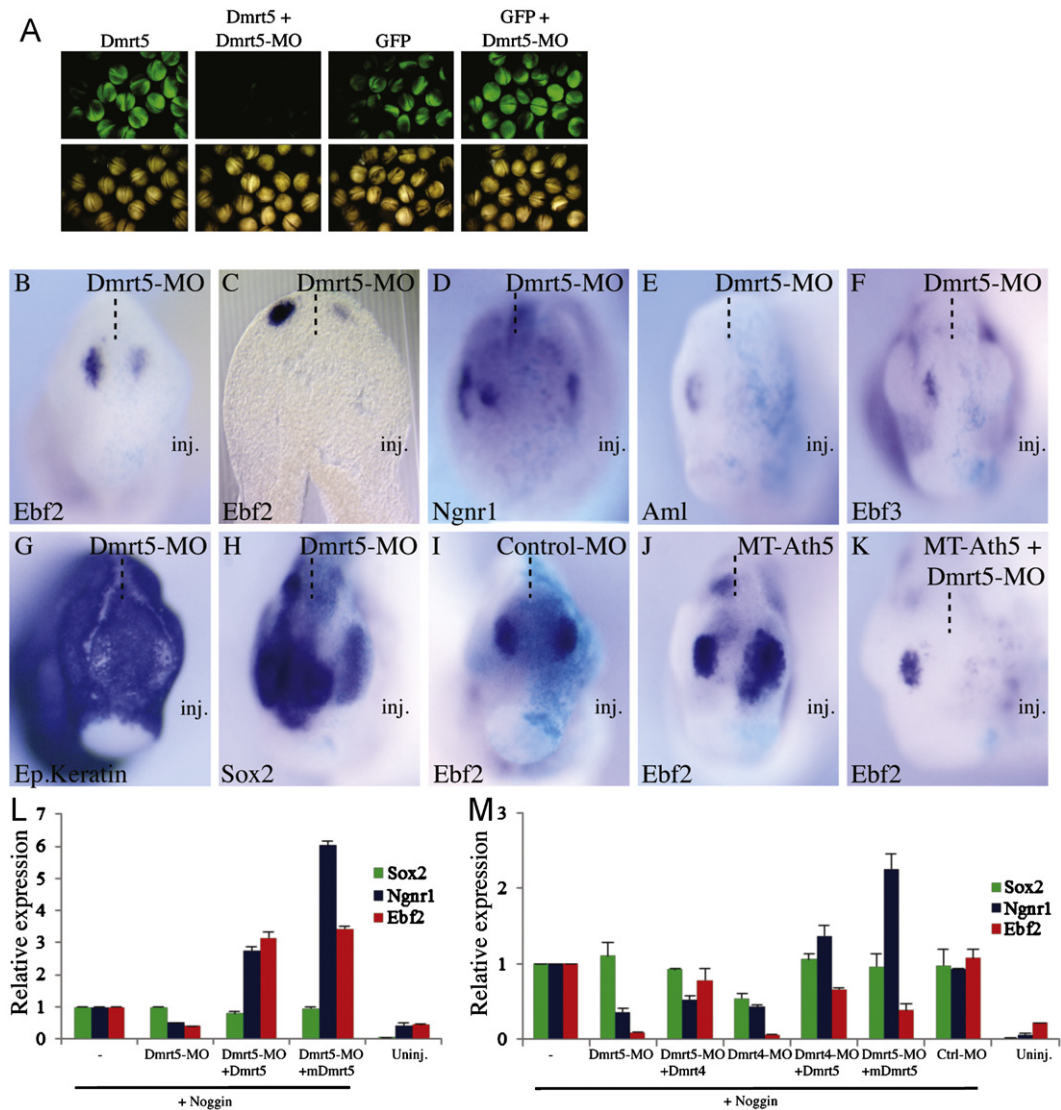 A
Dmrt5
Dmrt5 +
Dmrt5-MO
GFP
GFP +
Dmrt5-MO
B
Dmrt5-MO
inj.
Ebf2
C
Dmrt5-MO
inj.
Ebf2
D
Dmrt5-MO
inj.
Ngnr1
E
Dmrt5-MO
inj.
Aml
F
Dmrt5-MO
inj.
Ebf3
G
Dmrt5-MO
inj.
Ep.Keratin
H
Dmrt5-MO
inj.
Sox2
I
Control-MO
inj.
Ebf2
J
MT-Ath5
inj.
Ebf2
K
MT-Ath5 +
Dmrt5-MO
inj.
Ebf2
L
Relative expression
7
6
5
4
3
2
1
0
Sox2
Ngnr1
Ebf2
-
Dmrt5-MO
Dmrt5-MO
+Dmrt5
Dmrt5-MO
+mDmrt5
Uninj.
+ Noggin
M
Relative expression
3
2
1
0
Sox2
Ngnr1
Ebf2
-
Dmrt5-MO
Dmrt5-MO
+Dmrt4
Dmrt4-MO
Dmrt4-MO
+Dmrt5
Dmrt5-MO
+mDmrt5
Ctrl-MO
Uninj.
+ Noggin